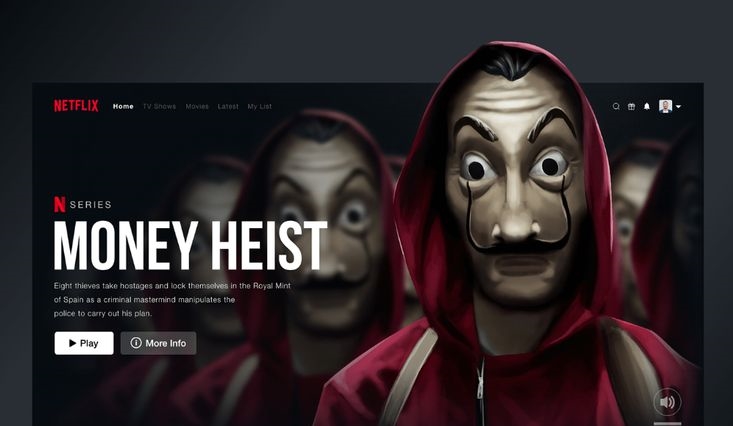 NETFLIX Home TV Shows Movies Latest My List
N SERIES
MONEY HEIST
Eight thieves take hostages and lock themselves in the Royal Mint
of Spain as a criminal mastermind manipulates the
police to carry out his plan.
Play More Info